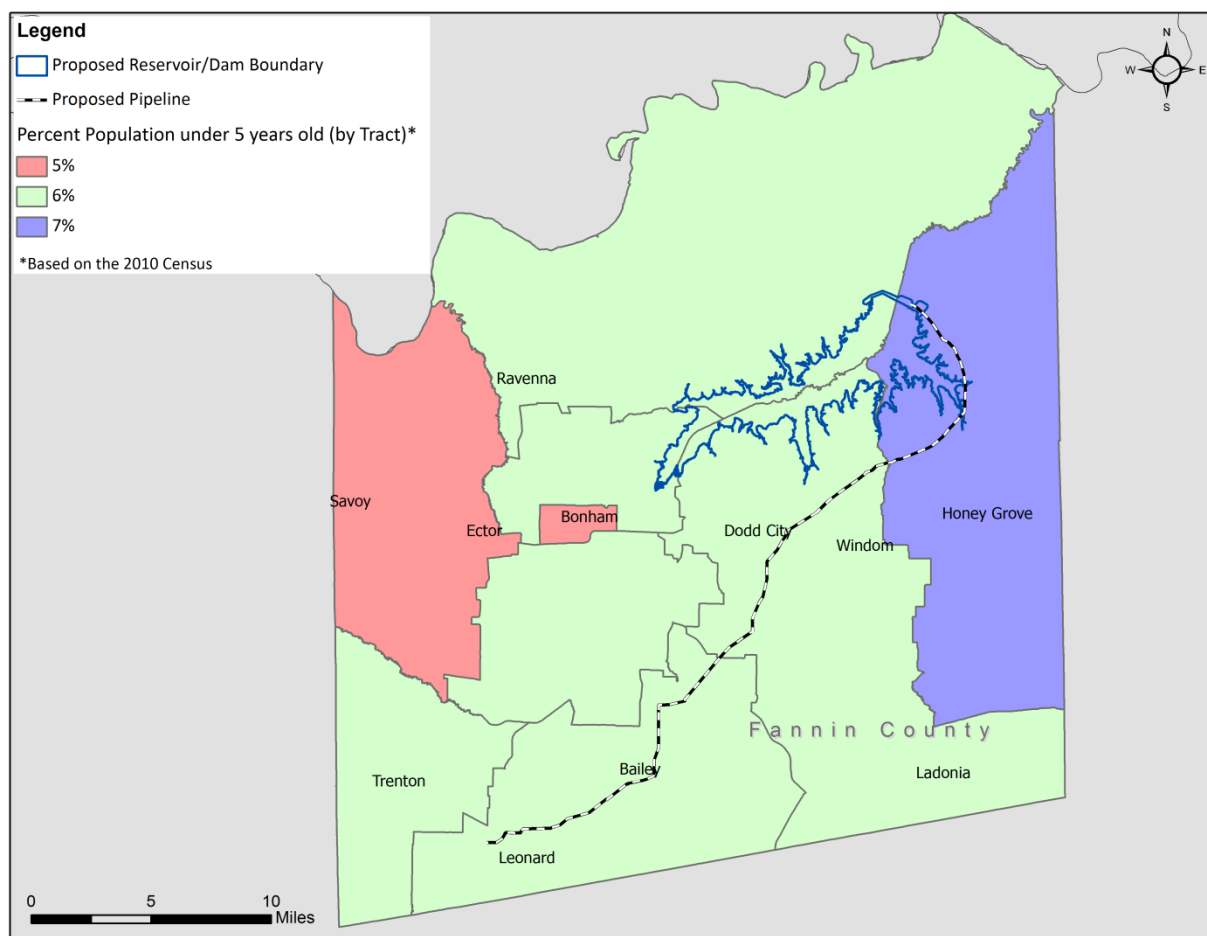 Legend
Proposed Reservoir/Dam Boundary
Proposed Pipeline
Percent Population under 5 years old (by Tract)*
5%
6%
7%
*Based on the 2010 Census
N
W E
S
Ravenna
Savoy
Ector
Bonham
Dodd City
Windom
Honey Grove
Fannin County
Trenton
Bailey
Ladonia
Leonard
0 5 10
Miles